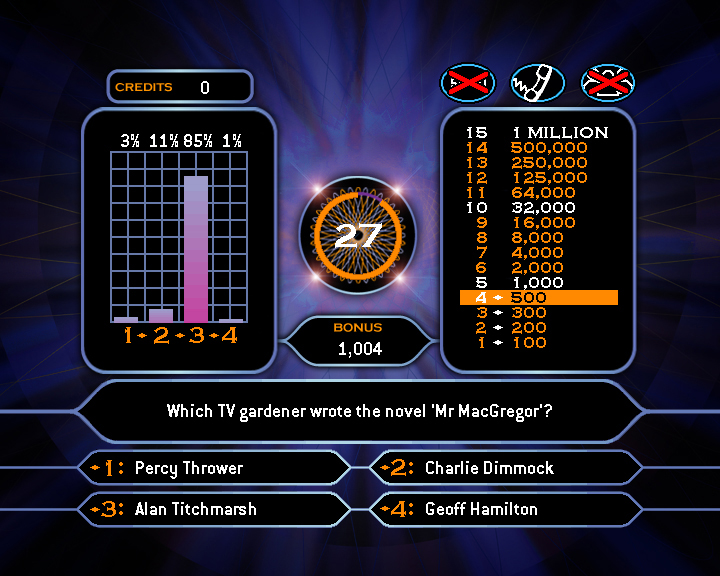 CREDITS 0
3% 11% 85% 1%
1 2 3 4
27
BONUS
1,004
15 1 MILLION
14 500,000
13 250,000
12 125,000
11 64,000
10 32,000
9 16,000
8 8,000
7 4,000
6 2,000
5 1,000
4 500
3 300
2 200
1 100
Which TV gardener wrote the novel 'Mr MacGregor'?
1: Percy Thrower
2: Charlie Dimmock
3: Alan Titchmarsh
4: Geoff Hamilton